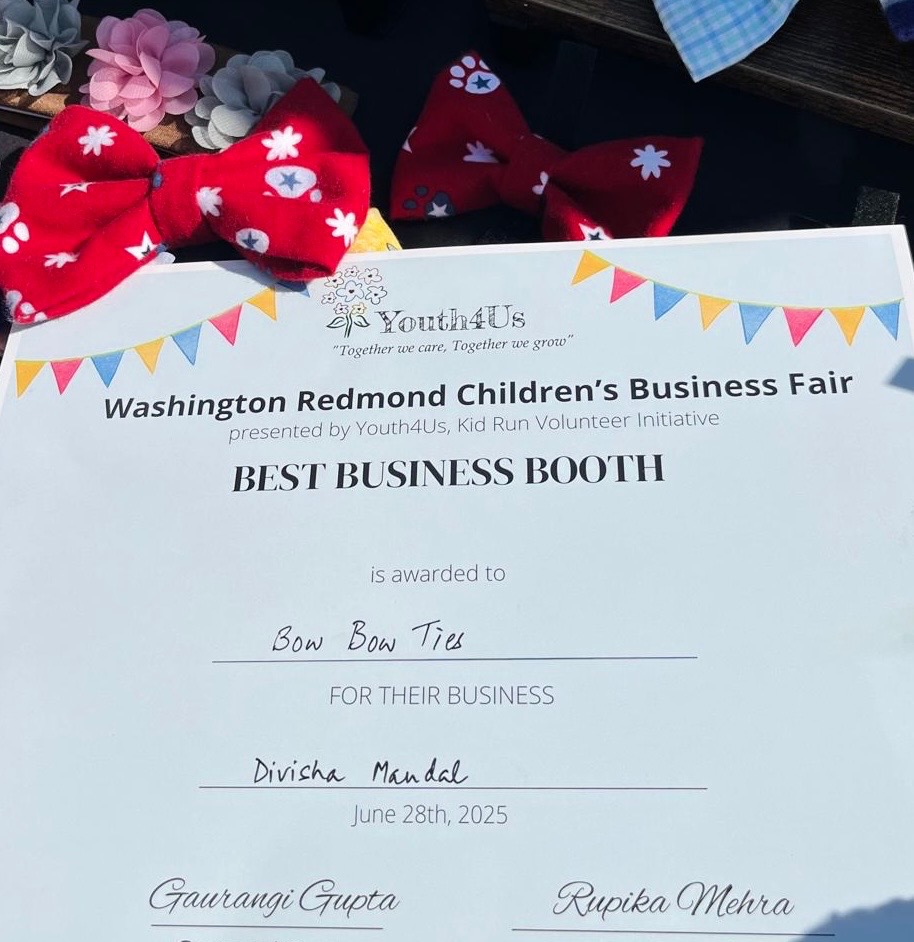 Youth4Us
"Together we care, Together we grow"
Washington Redmond Children's Business Fair
presented by Youth4Us, Kid Run Volunteer Initiative
BEST BUSINESS BOOTH
is awarded to
Bow Bow Ties
FOR THEIR BUSINESS
Divisha Mandal
June 28th, 2025
Gaurangi Gupta Rupika Mehra